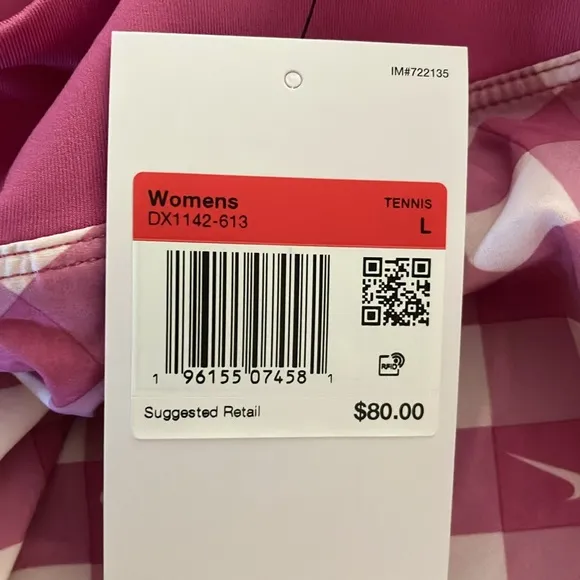 IM#722135
Womens
TENNIS
DX1142-613
L
1 96155 07458 1
RFID
Suggested Retail
$80.00